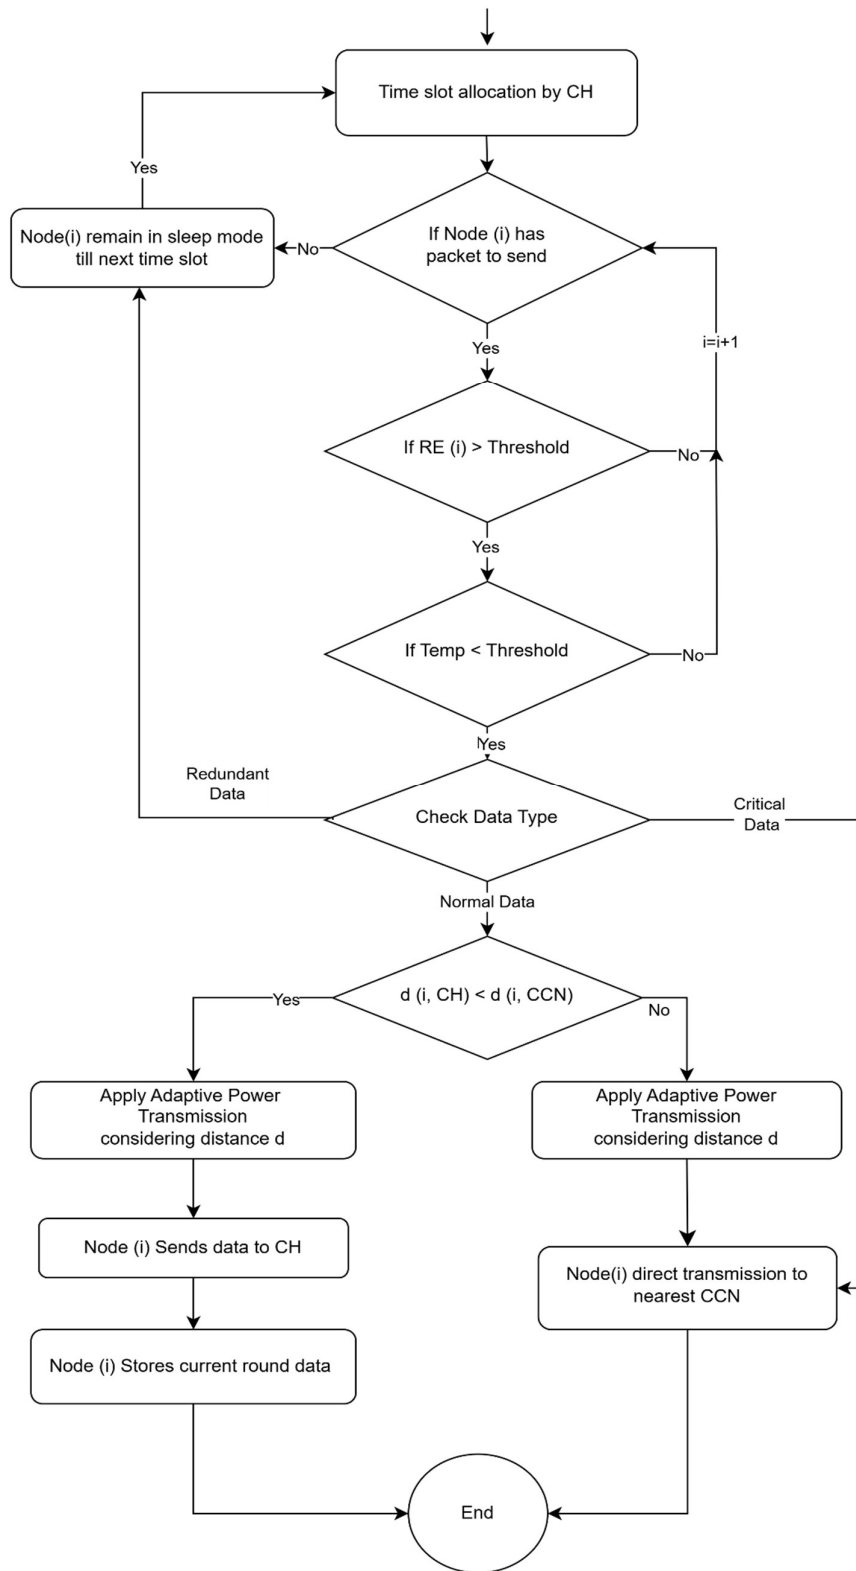 Time slot allocation by CH
Yes
Node(i) remain in sleep mode
till next time slot
No
If Node (i) has
packet to send
Yes
i=i+1
If RE (i) > Threshold
No
Yes
If Temp < Threshold
No
Yes
Redundant
Data
Check Data Type
Critical
Data
Normal Data
d (i, CH) < d (i, CCN)
Yes
No
Apply Adaptive Power
Transmission
considering distance d
Apply Adaptive Power
Transmission
considering distance d
Node (i) Sends data to CH
Node(i) direct transmission to
nearest CCN
Node (i) Stores current round data
End